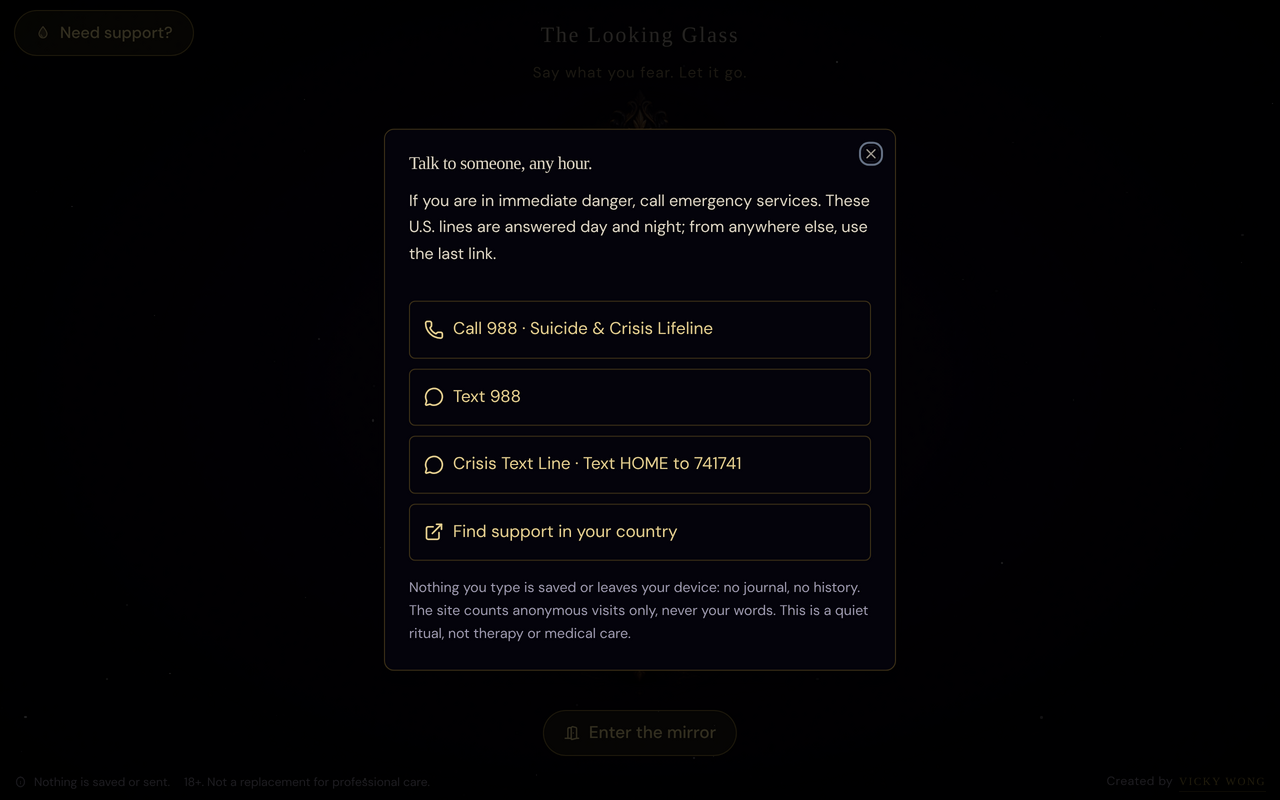 Need support?
The Looking Glass
Say what you fear. Let it go.
Talk to someone, any hour.
If you are in immediate danger, call emergency services. These
U.S. lines are answered day and night; from anywhere else, use
the last link.
Call 988 · Suicide & Crisis Lifeline
Text 988
Crisis Text Line · Text HOME to 741741
Find support in your country
Nothing you type is saved or leaves your device: no journal, no history.
The site counts anonymous visits only, never your words. This is a quiet
ritual, not therapy or medical care.
Enter the mirror
Nothing is saved or sent. 18+. Not a replacement for professional care.
Created by VICKY WONG